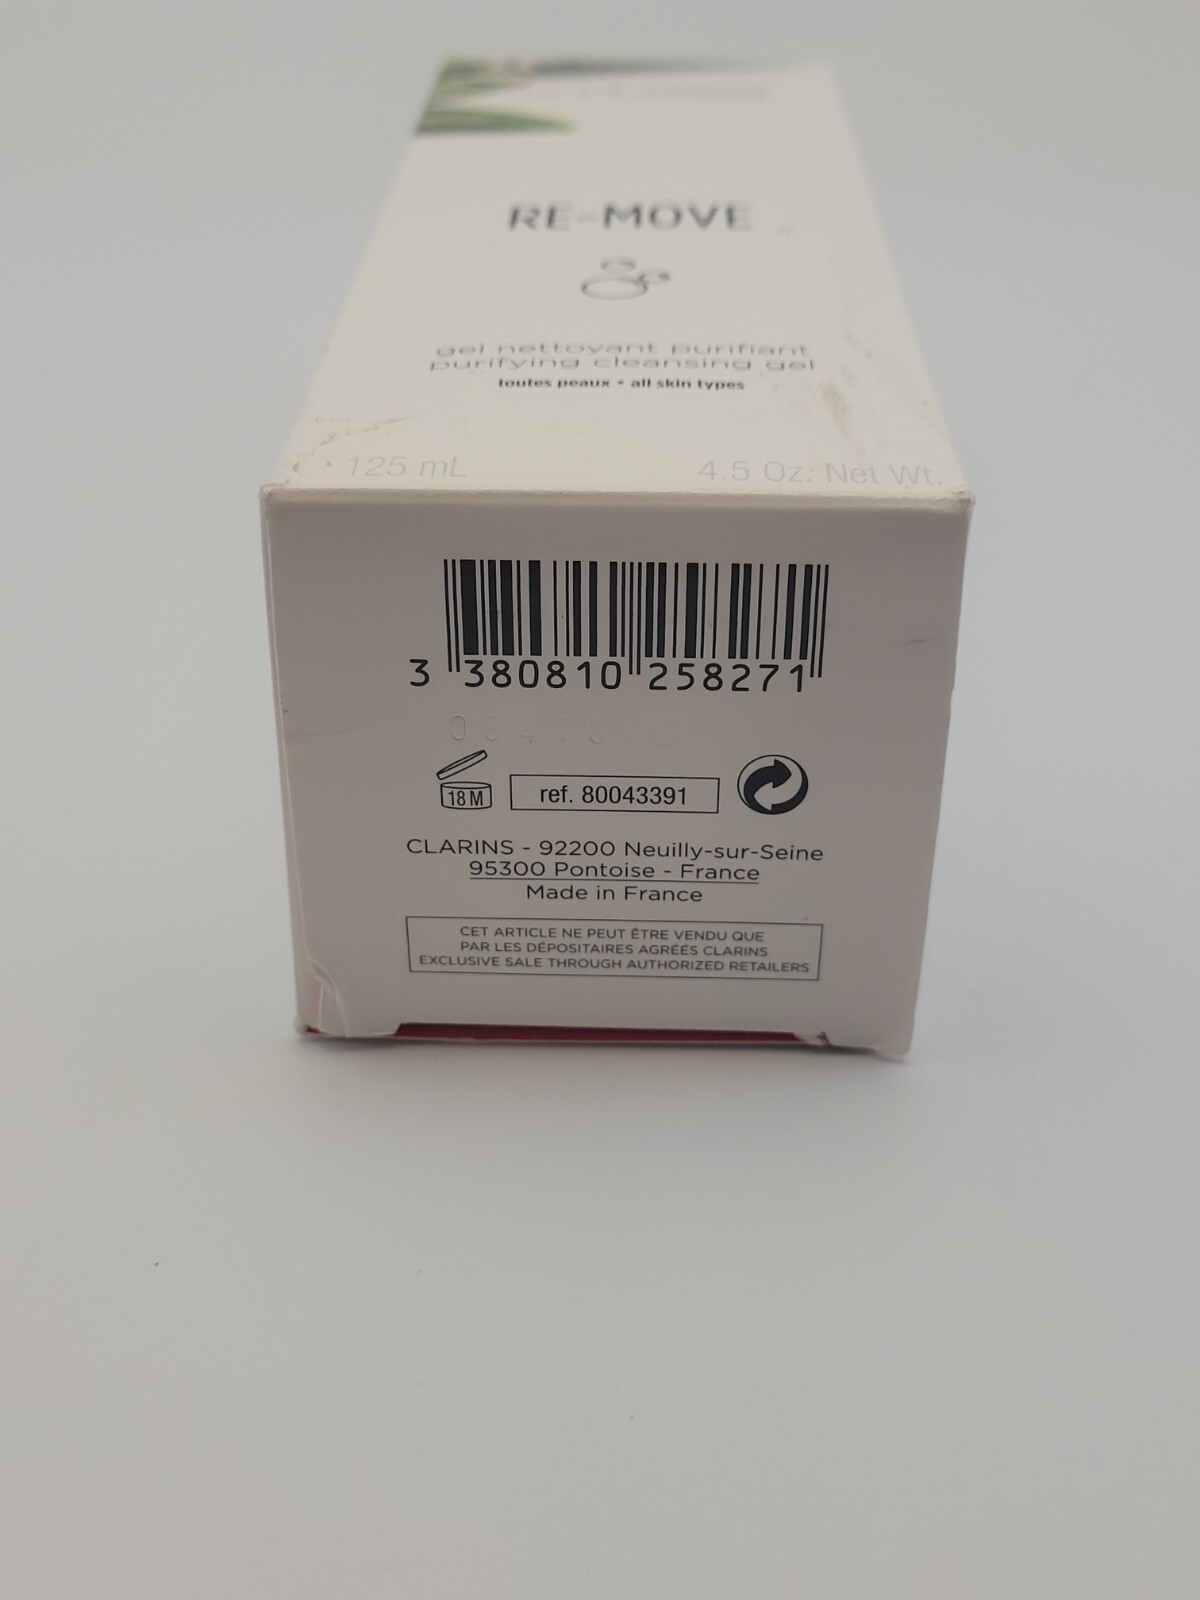 RE-MOVE
gel nettoyant purifiant
purifying cleansing gel
toutes peaux • all skin types
e 125 mL
4.5 Oz. Net Wt.
3 380810 258271
18 M
ref. 80043391
CLARINS - 92200 Neuilly-sur-Seine
95300 Pontoise - France
Made in France
CET ARTICLE NE PEUT ÊTRE VENDU QUE
PAR LES DÉPOSITAIRES AGRÉÉS CLARINS
EXCLUSIVE SALE THROUGH AUTHORIZED RETAILERS